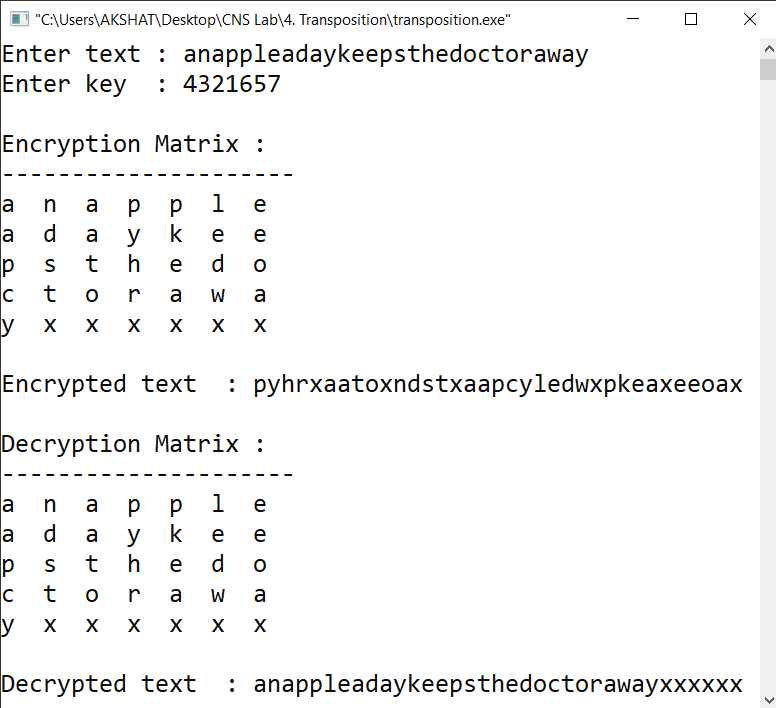 "C:\Users\AKSHAT\Desktop\CNS Lab\4. Transposition\transposition.exe"
Enter text : anappleadaykeepsthedoctoraway
Enter key  : 4321657
Encryption Matrix :
---------------------
a  n  a  p  p  l  e
a  d  a  y  k  e  e
p  s  t  h  e  d  o
c  t  o  r  a  w  a
y  x  x  x  x  x  x
Encrypted text  : pyhrxaatoxndstxaapcyledwxpkeaxeeoax
Decryption Matrix :
---------------------
a  n  a  p  p  l  e
a  d  a  y  k  e  e
p  s  t  h  e  d  o
c  t  o  r  a  w  a
y  x  x  x  x  x  x
Decrypted text  : anappleadaykeepsthedoctorawayxxxxxx